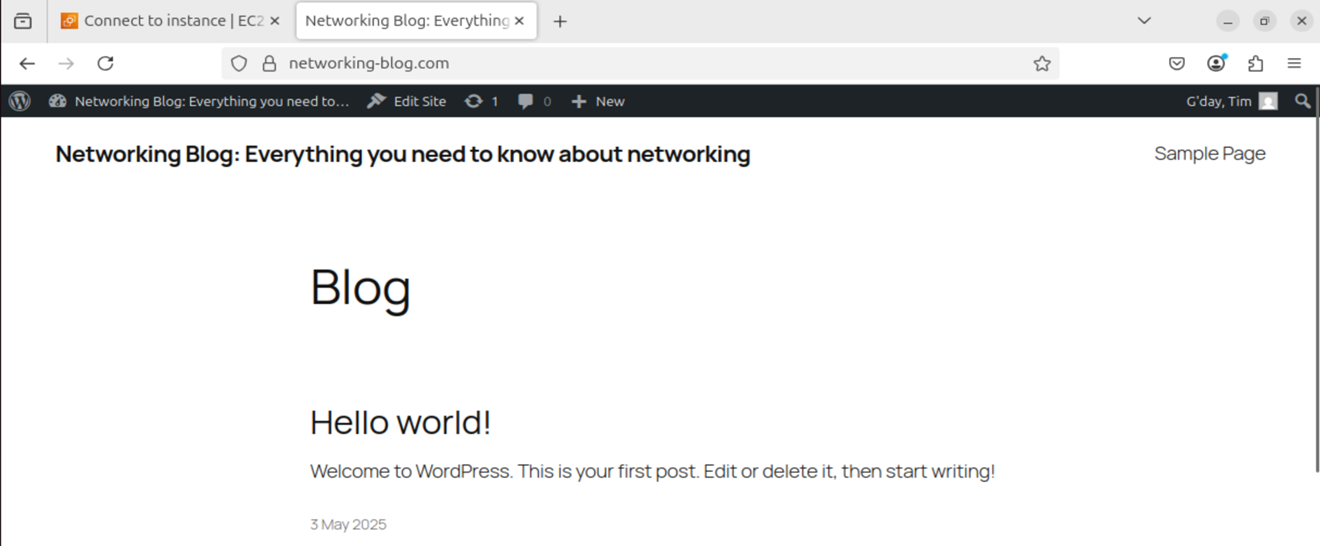 Connect to instance | EC2
Networking Blog: Everything
networking-blog.com
Networking Blog: Everything you need to… Edit Site 1 0 New G'day, Tim
Networking Blog: Everything you need to know about networking Sample Page
Blog
Hello world!
Welcome to WordPress. This is your first post. Edit or delete it, then start writing!
3 May 2025